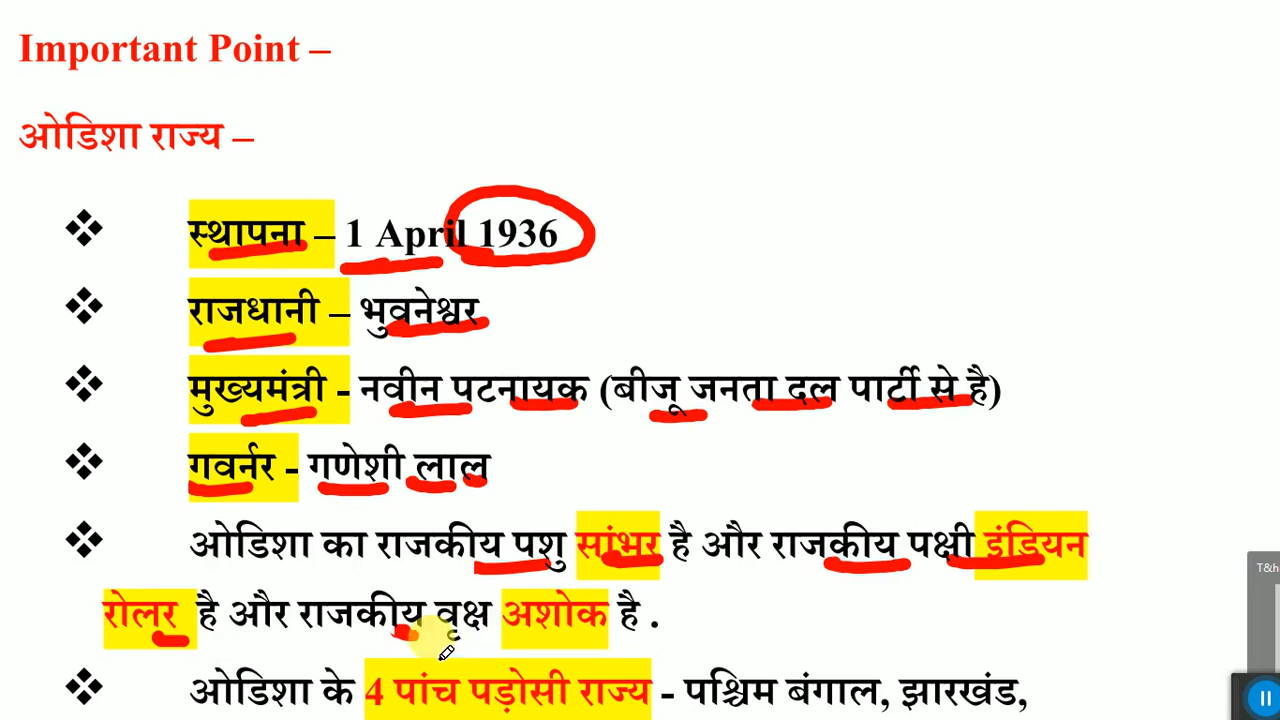 Important Point –
ओडिशा राज्य –
❖ स्थापना – 1 April 1936
❖ राजधानी – भुवनेश्वर
❖ मुख्यमंत्री - नवीन पटनायक (बीजू जनता दल पार्टी से है)
❖ गवर्नर - गणेशी लाल
❖ ओडिशा का राजकीय पशु सांभर है और राजकीय पक्षी इंडियन
रोलर है और राजकीय वृक्ष अशोक है .
T&h
❖ ओडिशा के 4 पांच पड़ोसी राज्य - पश्चिम बंगाल, झारखंड,